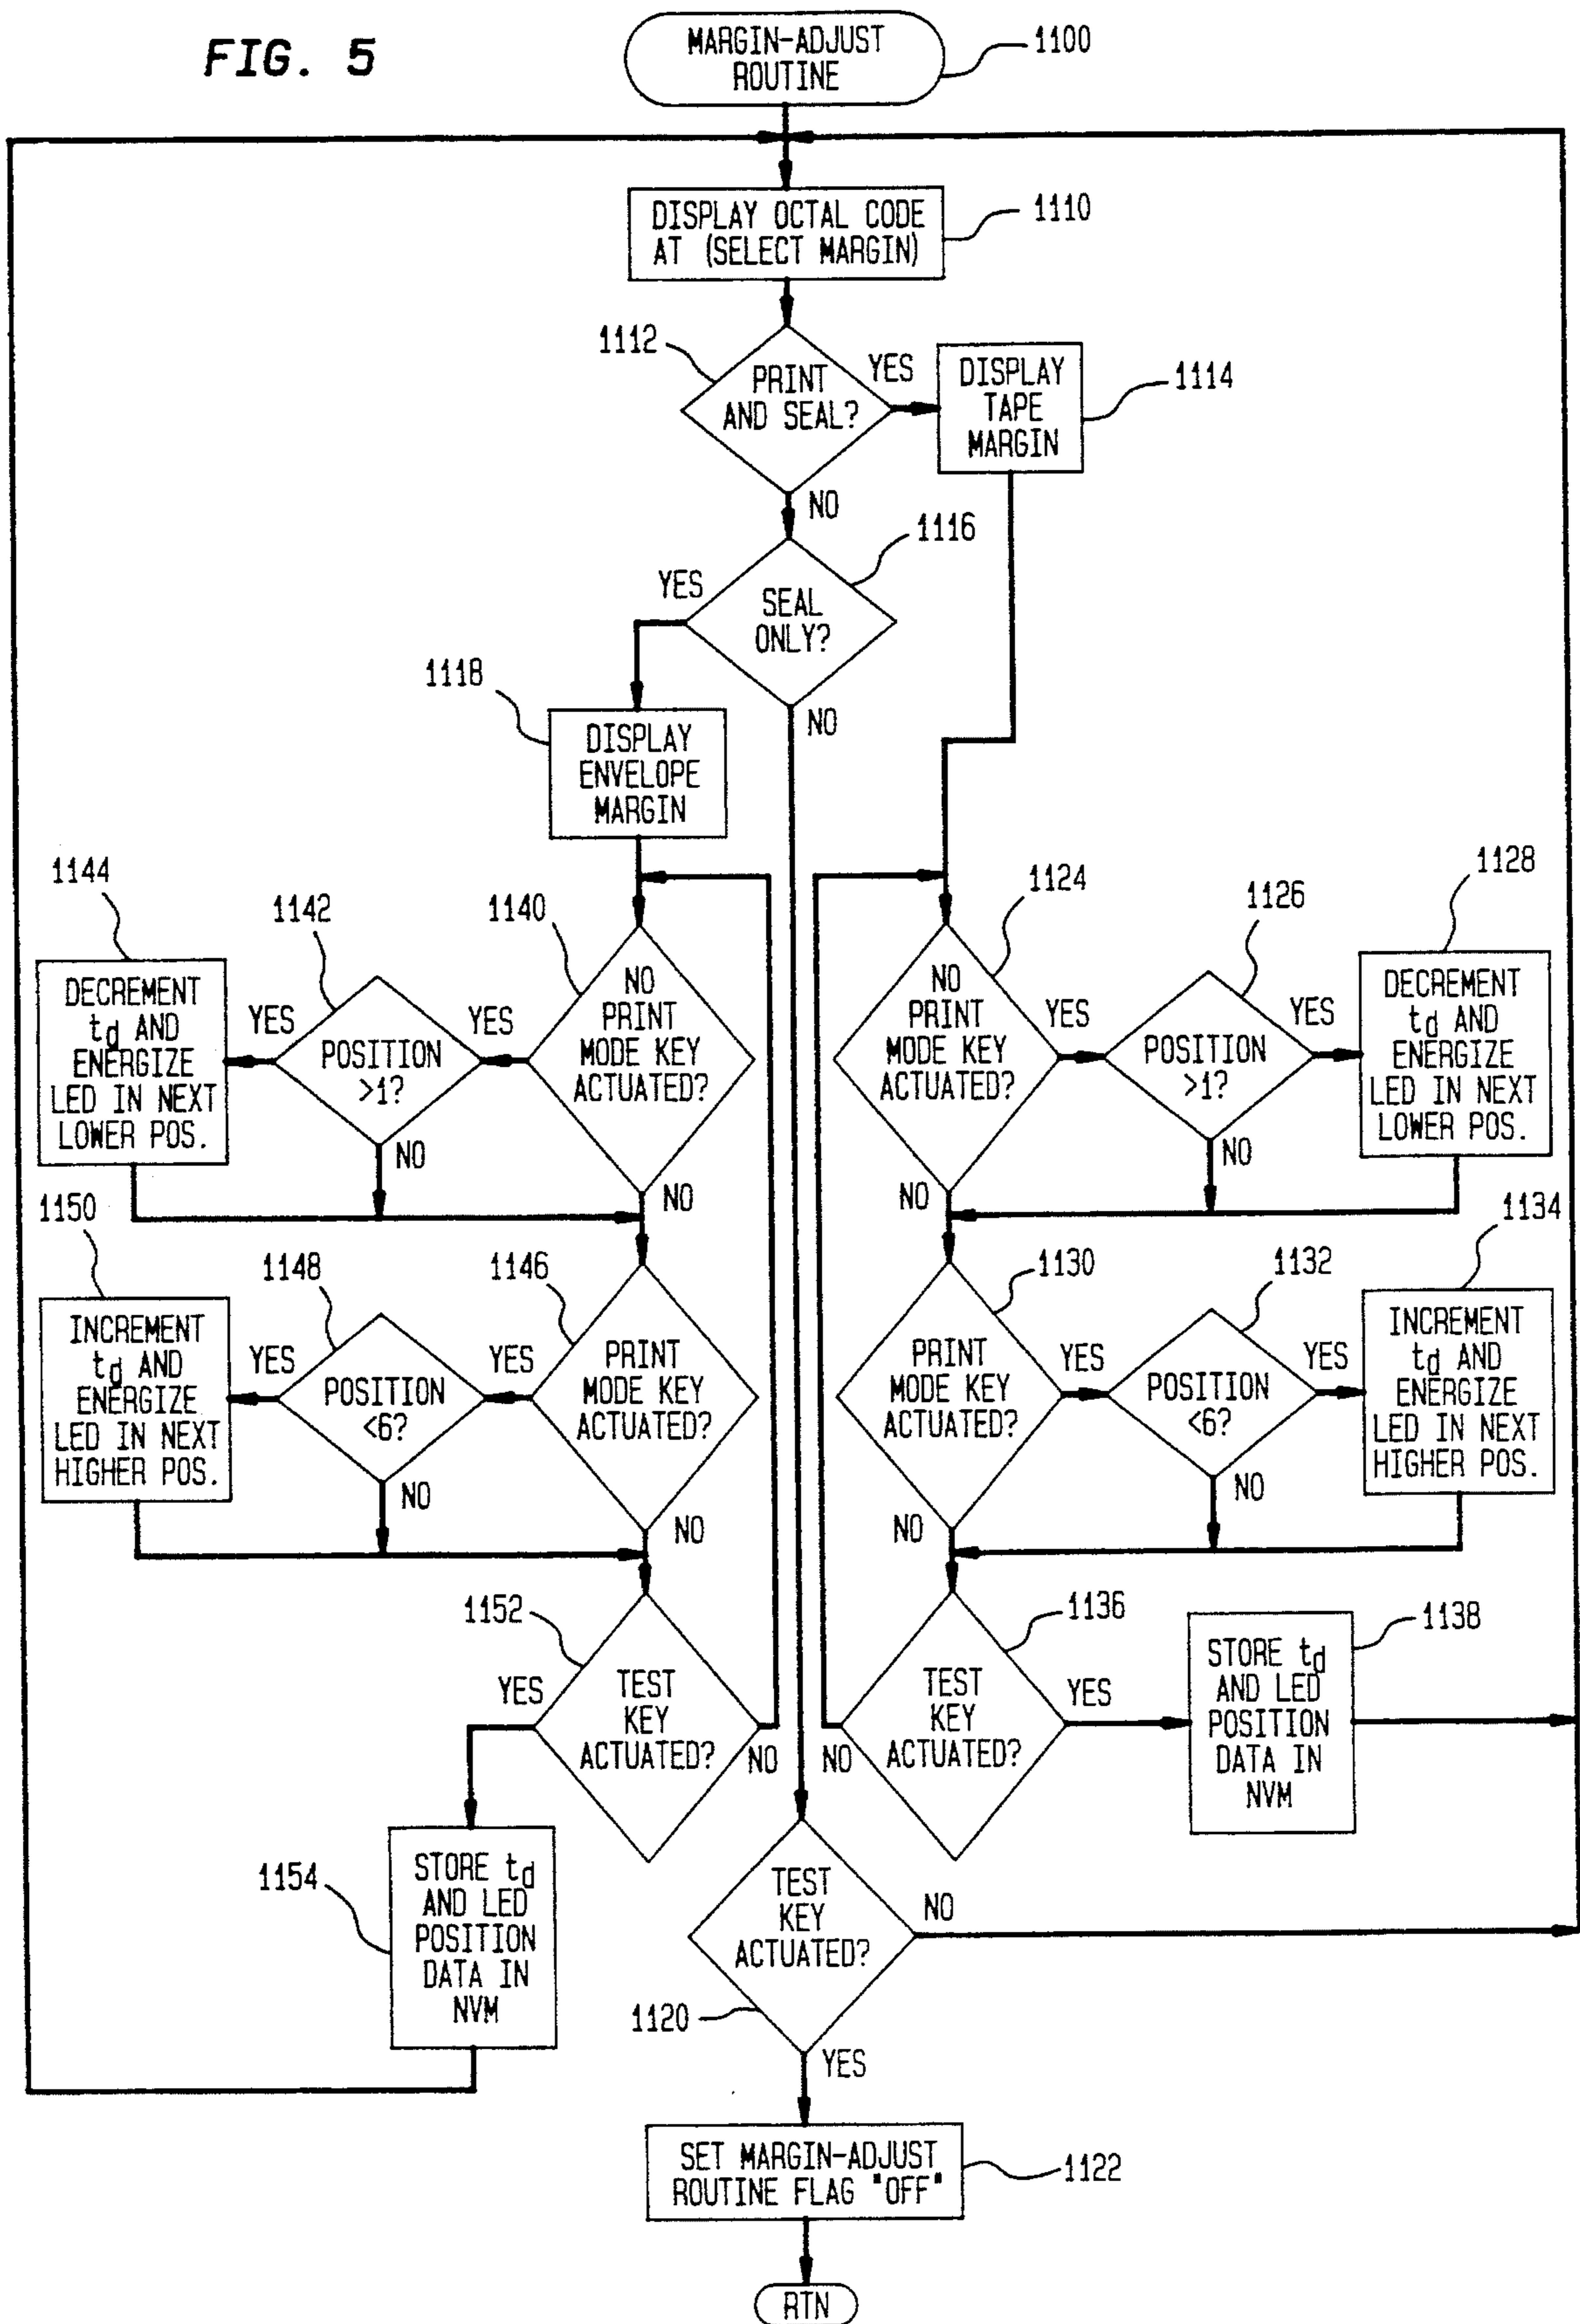 FIG. 5
MARGIN-ADJUST
ROUTINE
1100
DISPLAY OCTAL CODE
AT (SELECT MARGIN)
1110
1112
PRINT
AND SEAL?
YES
NO
DISPLAY
TAPE
MARGIN
1114
1116
SEAL
ONLY?
YES
NO
1118
DISPLAY
ENVELOPE
MARGIN
1144
DECREMENT
td AND
ENERGIZE
LED IN NEXT
LOWER POS.
1142
YES
POSITION
>1?
NO
1140
YES
NO
PRINT
MODE KEY
ACTUATED?
NO
1124
NO
PRINT
MODE KEY
ACTUATED?
YES
NO
1126
POSITION
>1?
YES
NO
1128
DECREMENT
td AND
ENERGIZE
LED IN NEXT
LOWER POS.
1150
INCREMENT
td AND
ENERGIZE
LED IN NEXT
HIGHER POS.
1148
YES
POSITION
<6?
NO
1146
YES
PRINT
MODE KEY
ACTUATED?
NO
1130
PRINT
MODE KEY
ACTUATED?
YES
NO
1132
POSITION
<6?
YES
NO
1134
INCREMENT
td AND
ENERGIZE
LED IN NEXT
HIGHER POS.
1152
YES
TEST
KEY
ACTUATED?
NO
1136
TEST
KEY
ACTUATED?
YES
NO
1138
STORE td
AND LED
POSITION
DATA IN
NVM
1154
STORE td
AND LED
POSITION
DATA IN
NVM
TEST
KEY
ACTUATED?
NO
1120
YES
SET MARGIN-ADJUST
ROUTINE FLAG "OFF"
1122
RTN